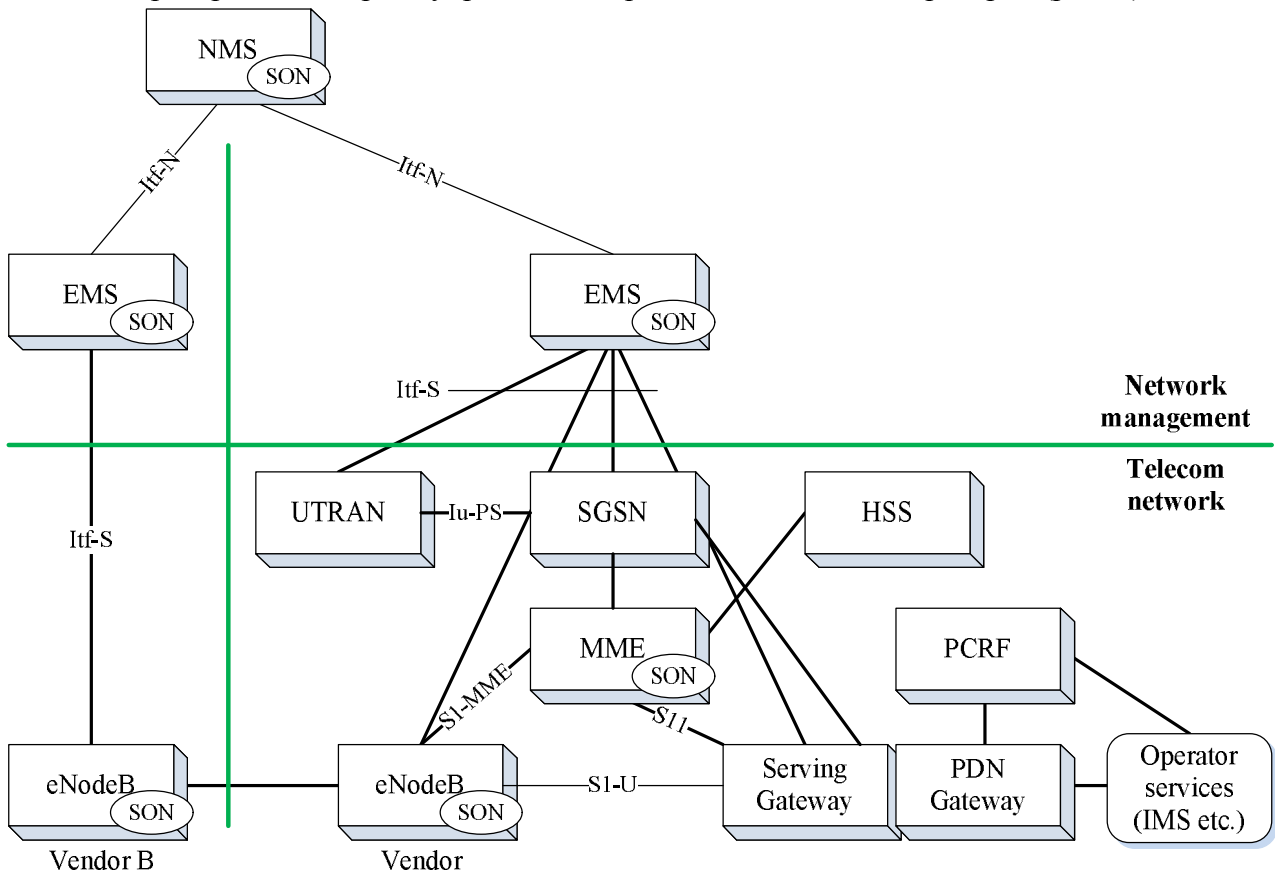 NMS
SON
Itf-N
Itf-N
EMS
SON
EMS
SON
Itf-S
Network
management
Telecom
network
UTRAN
Iu-PS
SGSN
HSS
Itf-S
MME
SON
PCRF
S1-MME
S11
eNodeB
SON
eNodeB
SON
S1-U
Serving
Gateway
PDN
Gateway
Operator
services
(IMS etc.)
Vendor B
Vendor